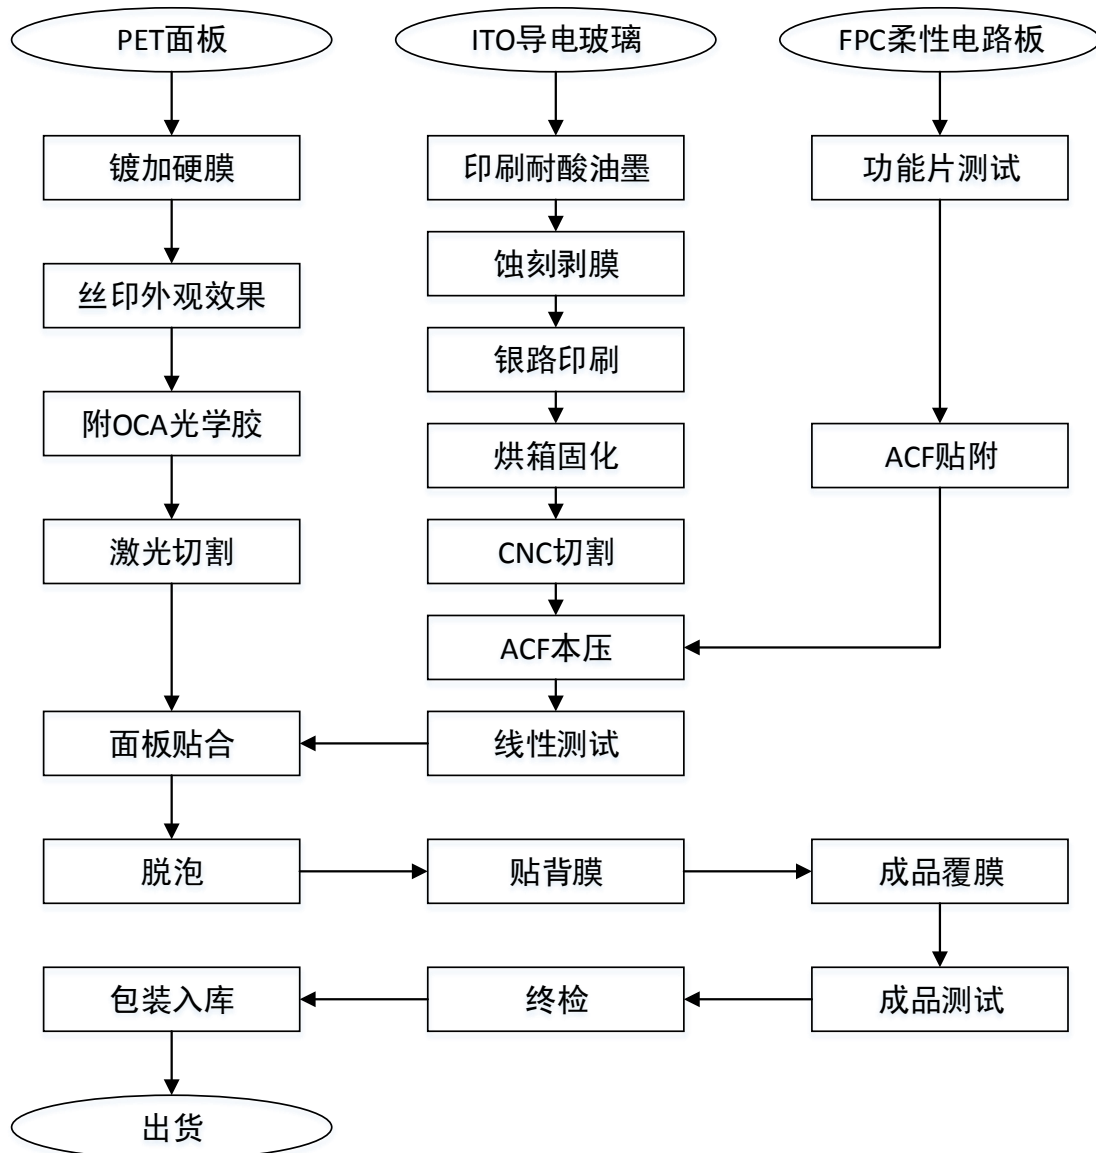 PET面板
ITO导电玻璃
FPC柔性电路板
镀加硬膜
印刷耐酸油墨
功能片测试
蚀刻剥膜
丝印外观效果
银路印刷
附OCA光学胶
烘箱固化
ACF贴附
激光切割
CNC切割
ACF本压
面板贴合
线性测试
脱泡
贴背膜
成品覆膜
包装入库
终检
成品测试
出货